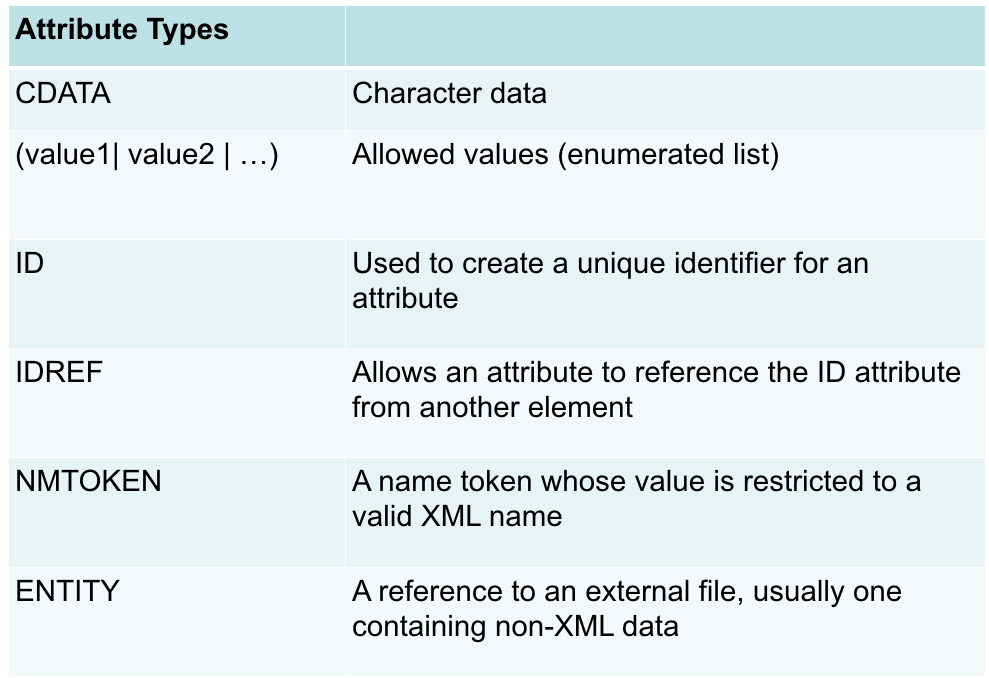 Attribute Types
CDATA
Character data
(value1| value2 | …)
Allowed values (enumerated list)
ID
Used to create a unique identifier for an
attribute
IDREF
Allows an attribute to reference the ID attribute
from another element
NMTOKEN
A name token whose value is restricted to a
valid XML name
ENTITY
A reference to an external file, usually one
containing non-XML data